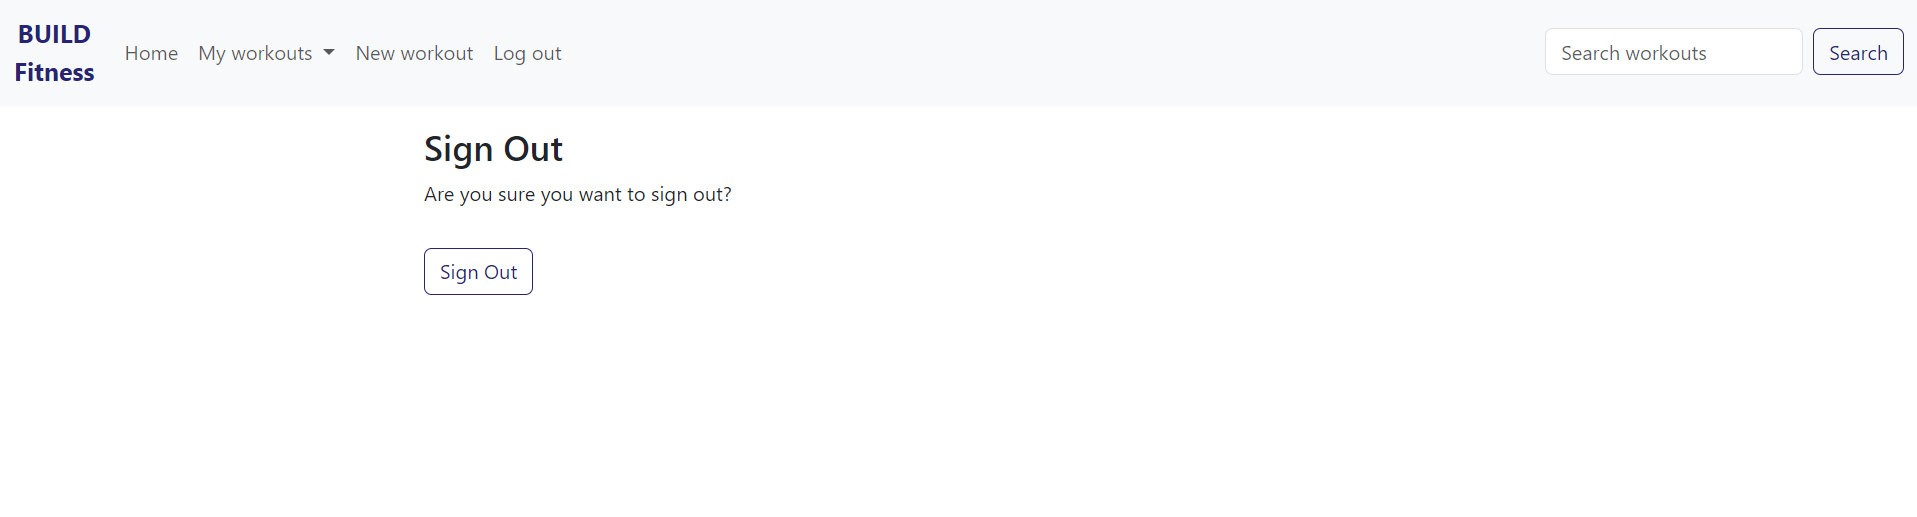 BUILD
Fitness
Home My workouts New workout Log out Search workouts Search
Sign Out
Are you sure you want to sign out?
Sign Out